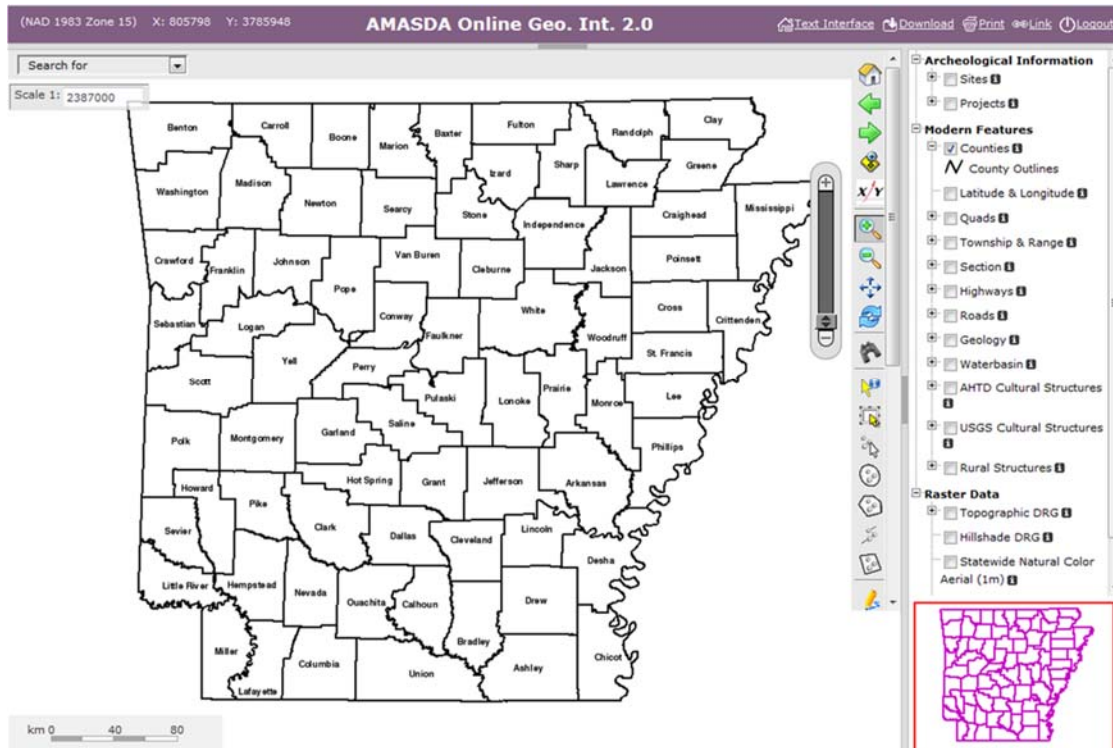 (NAD 1983 Zone 15) X: 805798 Y: 3785948
AMASDA Online Geo. Int. 2.0
Text Interface Download Print Link Logout
Search for
Scale 1: 2387000
Benton
Carroll
Boone
Marion
Baxter
Fulton
Randolph
Clay
Washington
Madison
Newton
Searcy
Stone
Izard
Sharp
Lawrence
Greene
Independence
Craighead
Mississippi
Crawford
Franklin
Johnson
Pope
Van Buren
Cleburne
Jackson
Poinsett
Sebastian
Logan
Conway
Faulkner
White
Woodruff
Cross
Crittenden
Scott
Yell
Perry
Pulaski
Lonoke
Prairie
Monroe
St. Francis
Lee
Polk
Montgomery
Garland
Saline
Phillips
Howard
Pike
Hot Spring
Grant
Jefferson
Arkansas
Sevier
Clark
Dallas
Cleveland
Lincoln
Desha
Little River
Hempstead
Nevada
Ouachita
Calhoun
Bradley
Drew
Miller
Lafayette
Columbia
Union
Ashley
Chicot
km 0 40 80
X/Y
Archeological Information
Sites
Projects
Modern Features
Counties
County Outlines
Latitude & Longitude
Quads
Township & Range
Section
Highways
Roads
Geology
Waterbasin
AHTD Cultural Structures
USGS Cultural Structures
Rural Structures
Raster Data
Topographic DRG
Hillshade DRG
Statewide Natural Color
Aerial (1m)